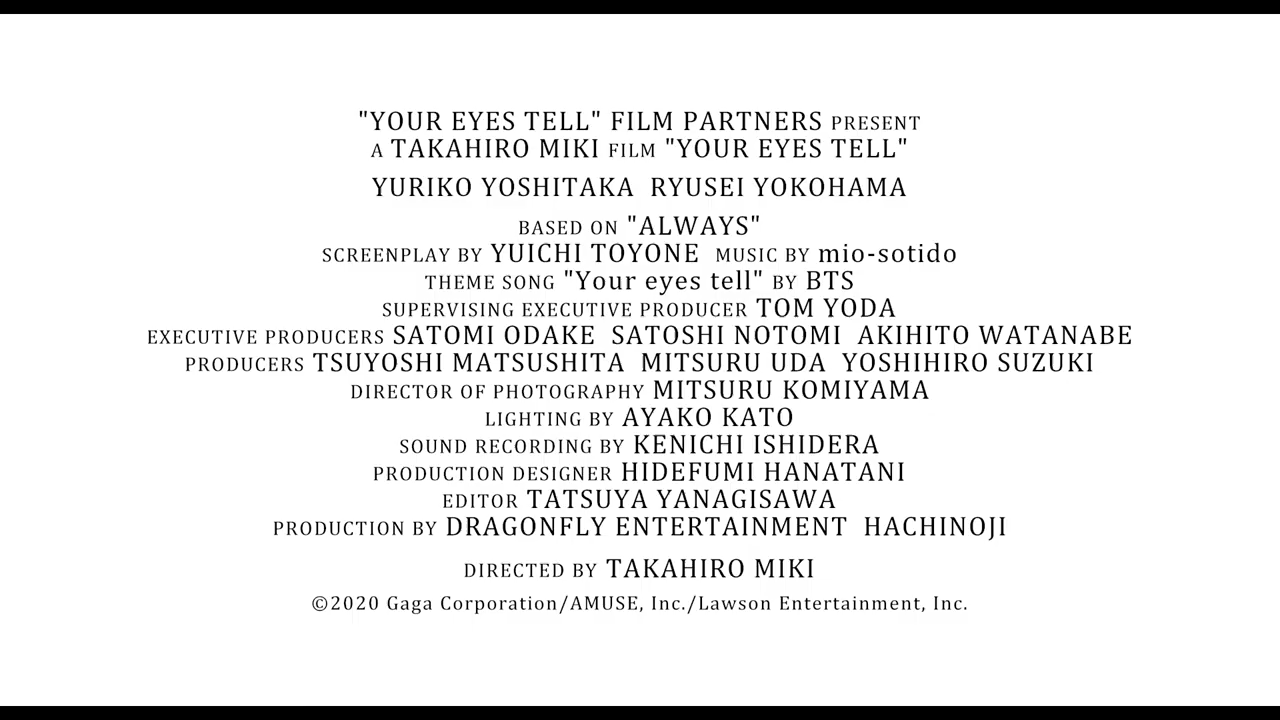 "YOUR EYES TELL" FILM PARTNERS PRESENT
A TAKAHIRO MIKI FILM "YOUR EYES TELL"
YURIKO YOSHITAKA RYUSEI YOKOHAMA
BASED ON "ALWAYS"
SCREENPLAY BY YUICHI TOYONE MUSIC BY mio-sotido
THEME SONG "Your eyes tell" BY BTS
SUPERVISING EXECUTIVE PRODUCER TOM YODA
EXECUTIVE PRODUCERS SATOMI ODAKE SATOSHI NOTOMI AKIHITO WATANABE
PRODUCERS TSUYOSHI MATSUSHITA MITSURU UDA YOSHIHIRO SUZUKI
DIRECTOR OF PHOTOGRAPHY MITSURU KOMIYAMA
LIGHTING BY AYAKO KATO
SOUND RECORDING BY KENICHI ISHIDERA
PRODUCTION DESIGNER HIDEFUMI HANATANI
EDITOR TATSUYA YANAGISAWA
PRODUCTION BY DRAGONFLY ENTERTAINMENT HACHINOJI
DIRECTED BY TAKAHIRO MIKI
©2020 Gaga Corporation/AMUSE, Inc./Lawson Entertainment, Inc.